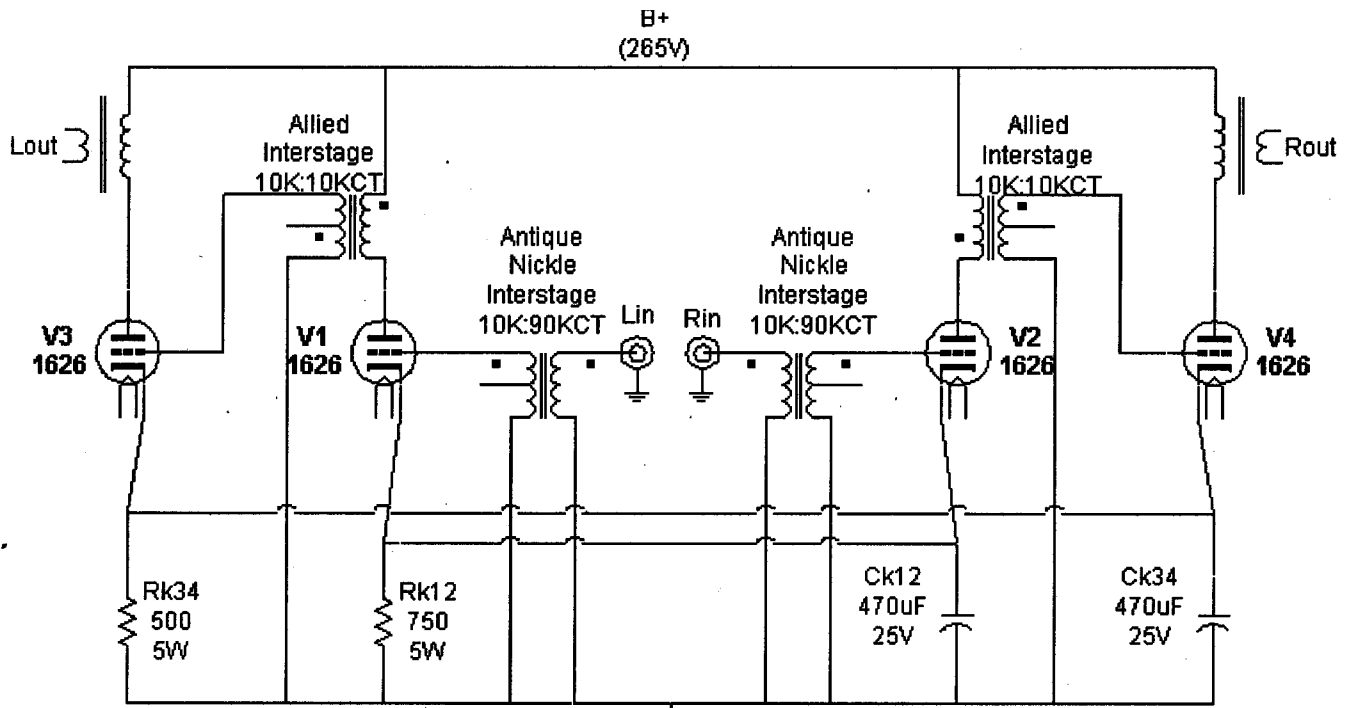 B+
(265V)
Lout
Allied
Interstage
10K:10KCT
Allied
Interstage
10K:10KCT
Rout
Antique
Nickle
Interstage
10K:90KCT
Lin
Rin
Antique
Nickle
Interstage
10K:90KCT
V3
1626
V1
1626
V2
1626
V4
1626
Rk34
500
5W
Rk12
750
5W
Ck12
470uF
25V
Ck34
470uF
25V